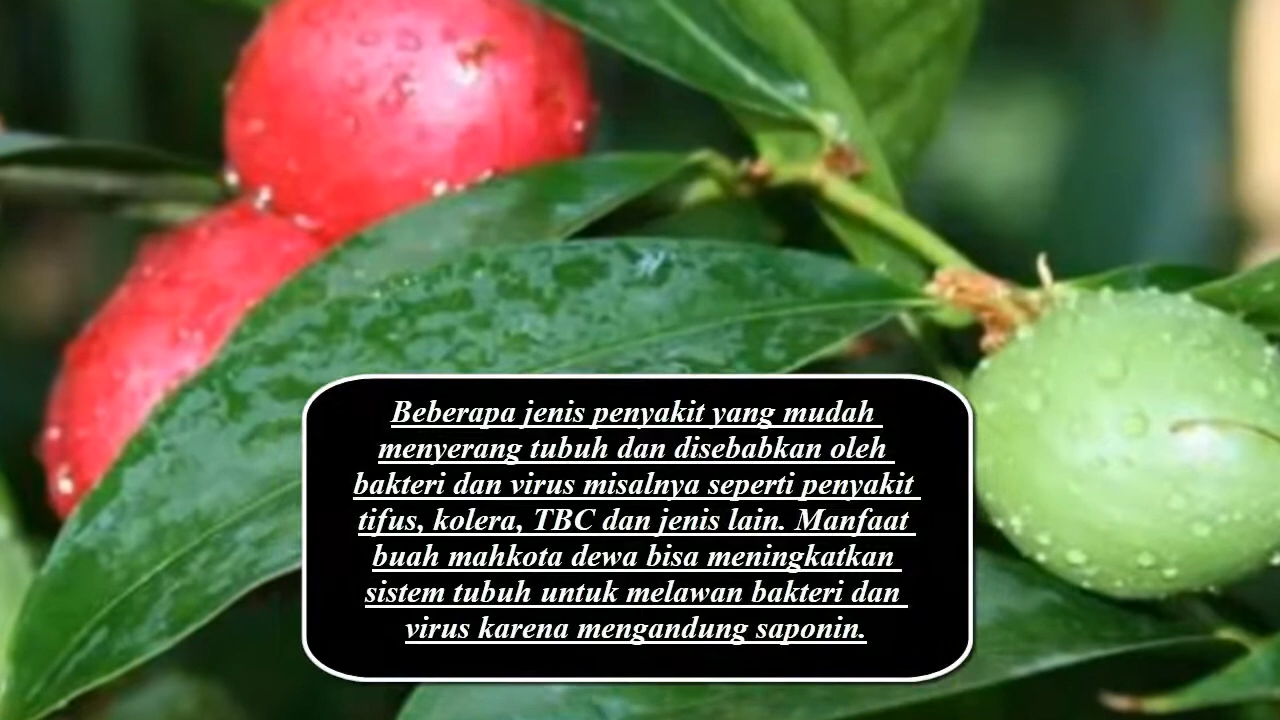 Beberapa jenis penyakit yang mudah
menyerang tubuh dan disebabkan oleh
bakteri dan virus misalnya seperti penyakit
tifus, kolera, TBC dan jenis lain. Manfaat
buah mahkota dewa bisa meningkatkan
sistem tubuh untuk melawan bakteri dan
virus karena mengandung saponin.